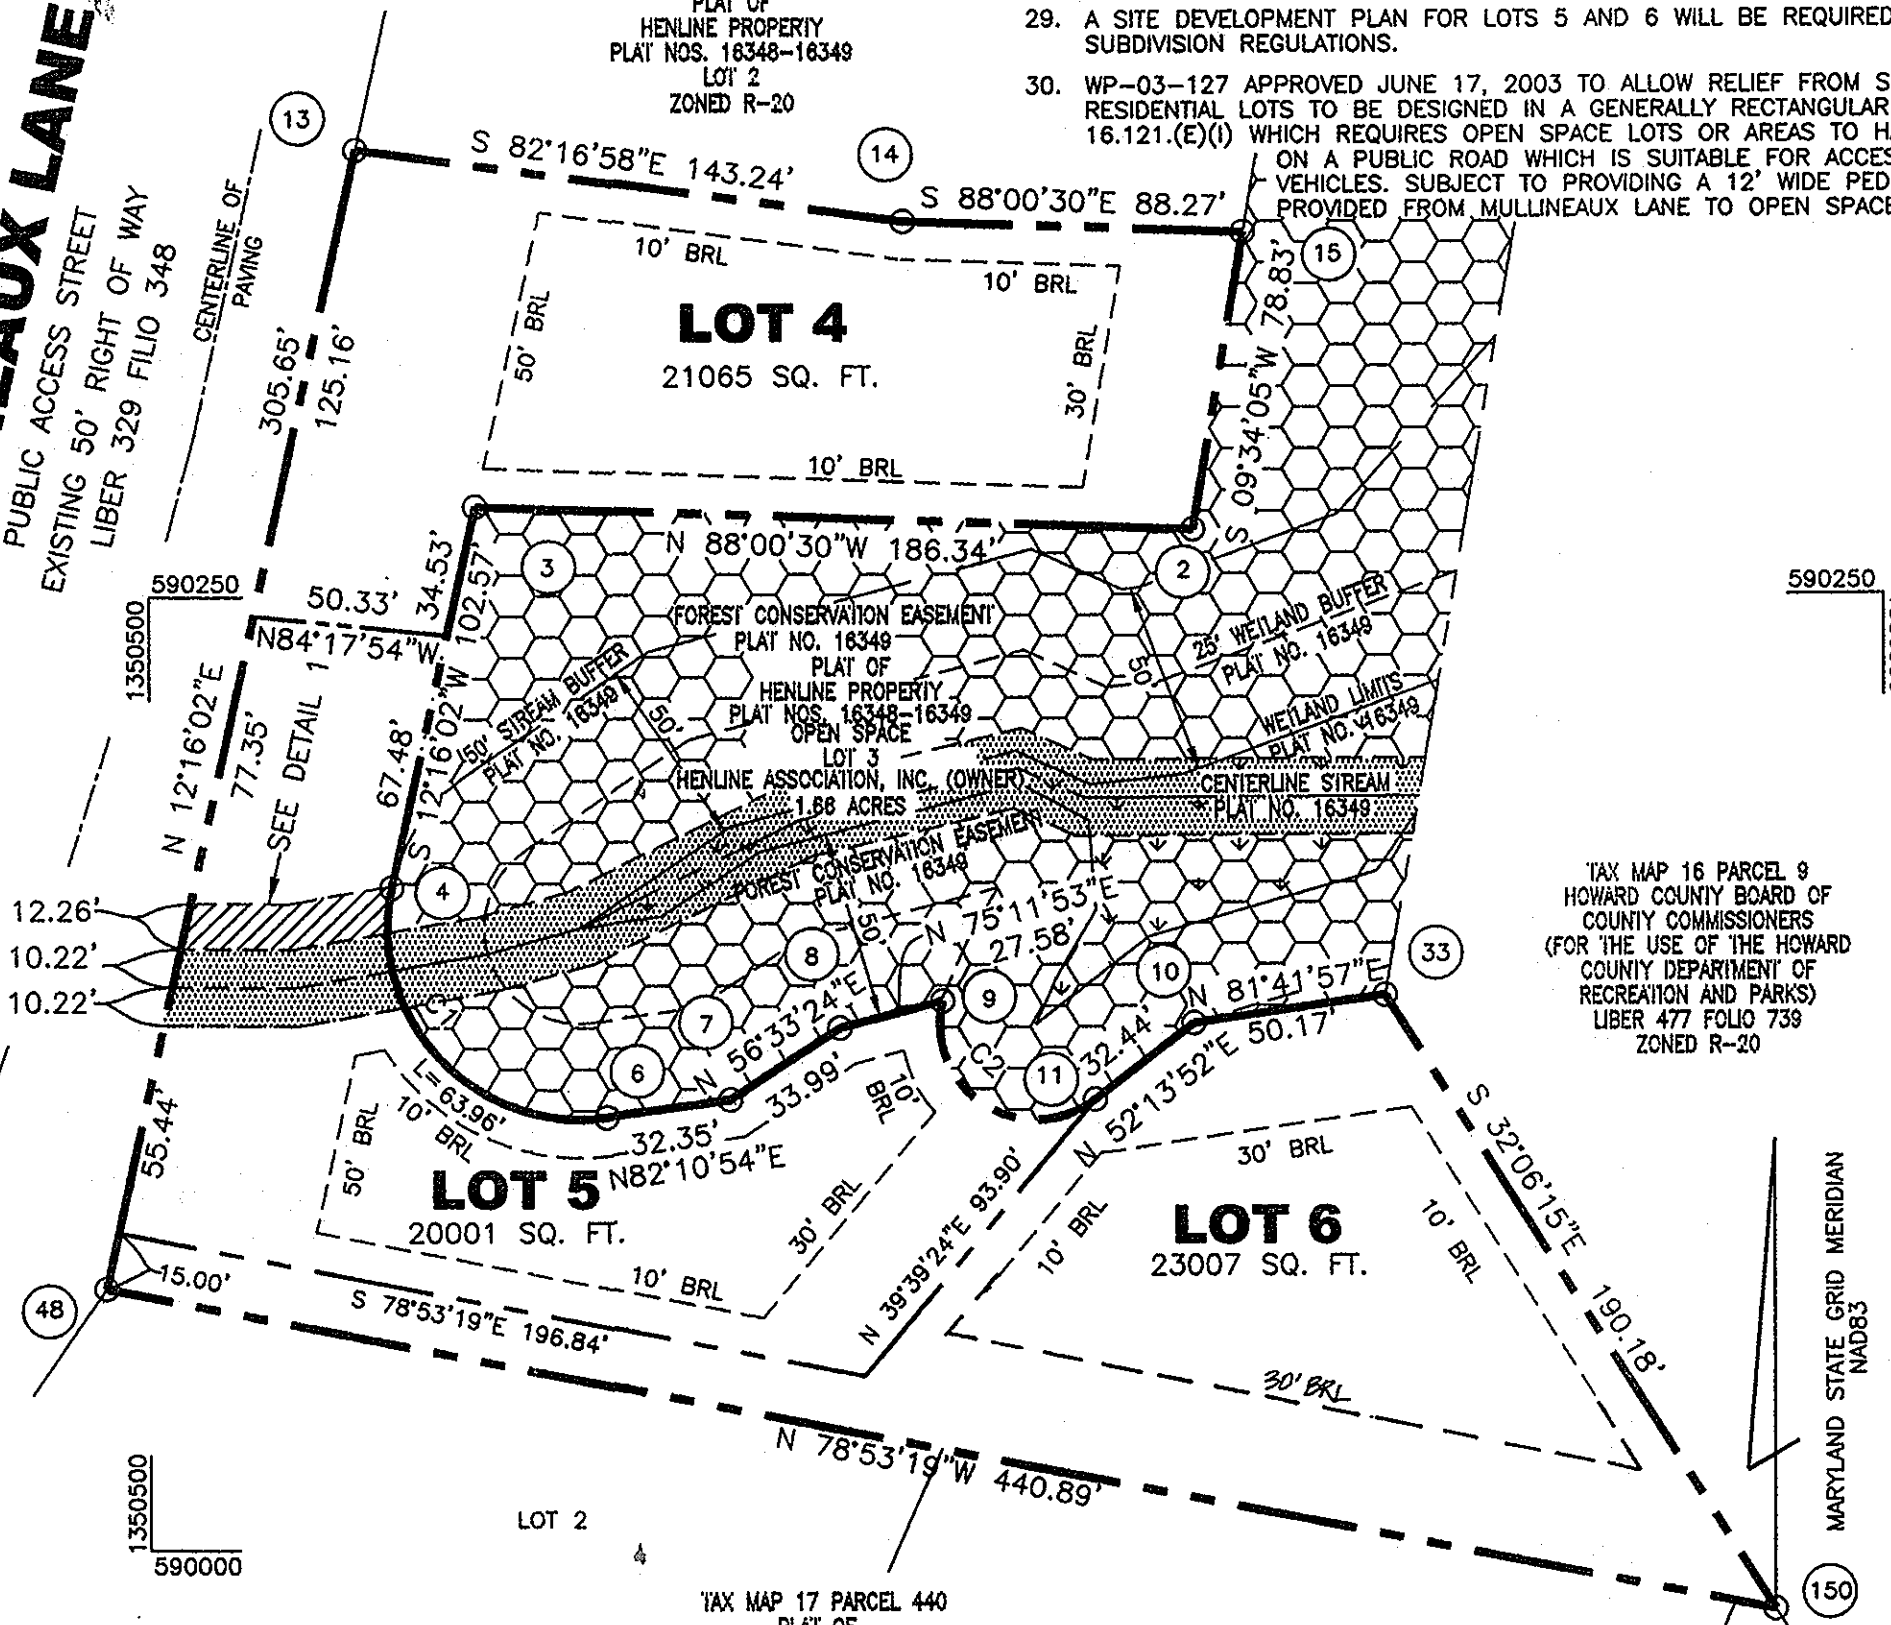 PLAT OF
HENLINE PROPERTY
PLAT NOS. 16348-16349
LOT 2
ZONED R-20
29. A SITE DEVELOPMENT PLAN FOR LOTS 5 AND 6 WILL BE REQUIRED
SUBDIVISION REGULATIONS.
30. WP-03-127 APPROVED JUNE 17, 2003 TO ALLOW RELIEF FROM S
RESIDENTIAL LOTS TO BE DESIGNED IN A GENERALLY RECTANGULAR
16.121.(E)(I) WHICH REQUIRES OPEN SPACE LOTS OR AREAS TO H
ON A PUBLIC ROAD WHICH IS SUITABLE FOR ACCES
VEHICLES. SUBJECT TO PROVIDING A 12' WIDE PED
PROVIDED FROM MULLINEAUX LANE TO OPEN SPACE
EAUX LANE
PUBLIC ACCESS STREET
EXISTING 50' RIGHT OF WAY
LIBER 329 FILIO 348
CENTERLINE OF
PAVING
13
S 82°16'58"E 143.24'
14
S 88°00'30"E 88.27'
15
10' BRL
10' BRL
50' BRL
LOT 4
21065 SQ. FT.
30' BRL
10' BRL
S 09°34'05"W 78.83'
305.65'
125.16'
3
N 88°00'30"W 186.34'
2
590250
1350500
50.33'
N84°17'54"W
34.53'
102.57'
67.48'
S 12°16'02"W
N 12°16'02"E
77.35'
SEE DETAIL 1
FOREST CONSERVATION EASEMENT
PLAT NO. 16349
PLAT OF
HENLINE PROPERTY
PLAT NOS. 16348-16349
OPEN SPACE
LOT 3
HENLINE ASSOCIATION, INC. (OWNER)
1.66 ACRES
50' STREAM BUFFER
PLAT NO. 16349
50'
50'
25' WETLAND BUFFER
PLAT NO. 16349
WETLAND LIMITS
PLAT NO. 16349
CENTERLINE STREAM
PLAT NO. 16349
FOREST CONSERVATION EASEMENT
PLAT NO. 16349
50'
590250
4
12.26'
10.22'
10.22'
C1
L=63.96'
6
7
8
9
10
11
33
N 75°11'53"E
27.58'
N 56°33'24"E
33.99'
C2
32.44'
N 52°13'52"E
N 81°41'57"E
50.17'
TAX MAP 16 PARCEL 9
HOWARD COUNTY BOARD OF
COUNTY COMMISSIONERS
(FOR THE USE OF THE HOWARD
COUNTY DEPARTMENT OF
RECREATION AND PARKS)
LIBER 477 FOLIO 739
ZONED R-20
55.44'
50' BRL
10' BRL
32.35'
N82°10'54"E
10' BRL
LOT 5
20001 SQ. FT.
30' BRL
10' BRL
15.00'
48
S 78°53'19"E 196.84'
N 39°39'24"E 93.90'
30' BRL
10' BRL
LOT 6
23007 SQ. FT.
10' BRL
30' BRL
S 32°06'15"E 190.18'
MARYLAND STATE GRID MERIDIAN
NAD83
N 78°53'19"W 440.89'
150
1350500
590000
LOT 2
TAX MAP 17 PARCEL 440
PLAT OF